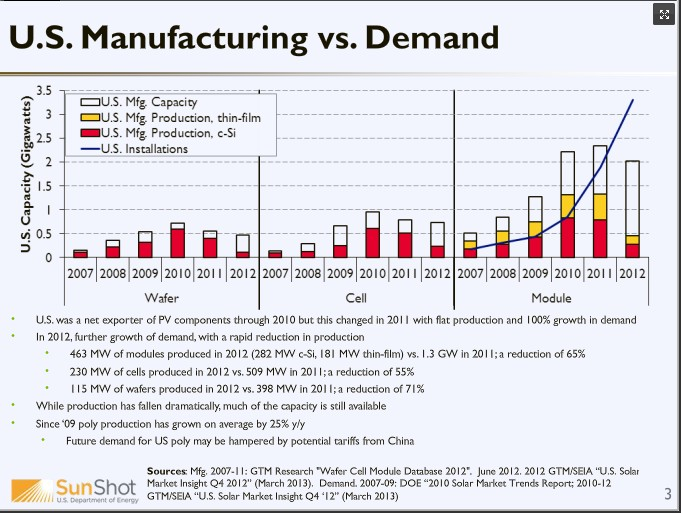 U.S. Manufacturing vs. Demand
U.S. Capacity (Gigawatts)
3.5
3
2.5
2
1.5
1
0.5
0
U.S. Mfg. Capacity
U.S. Mfg. Production, thin-film
U.S. Mfg. Production, c-Si
U.S. Installations
2007 2008 2009 2010 2011 2012 2007 2008 2009 2010 2011 2012 2007 2008 2009 2010 2011 2012
Wafer Cell Module
• U.S. was a net exporter of PV components through 2010 but this changed in 2011 with flat production and 100% growth in demand
• In 2012, further growth of demand, with a rapid reduction in production
• 463 MW of modules produced in 2012 (282 MW c-Si, 181 MW thin-film) vs. 1.3 GW in 2011; a reduction of 65%
• 230 MW of cells produced in 2012 vs. 509 MW in 2011; a reduction of 55%
• 115 MW of wafers produced in 2012 vs. 398 MW in 2011; a reduction of 71%
• While production has fallen dramatically, much of the capacity is still available
• Since ‘09 poly production has grown on average by 25% y/y
• Future demand for US poly may be hampered by potential tariffs from China
Sources: Mfg. 2007-11: GTM Research "Wafer Cell Module Database 2012". June 2012. 2012 GTM/SEIA “U.S. Solar
Market Insight Q4 2012” (March 2013). Demand. 2007-09: DOE “2010 Solar Market Trends Report; 2010-12
GTM/SEIA “U.S. Solar Market Insight Q4 ‘12” (March 2013)
SunShot
U.S. Department of Energy
3